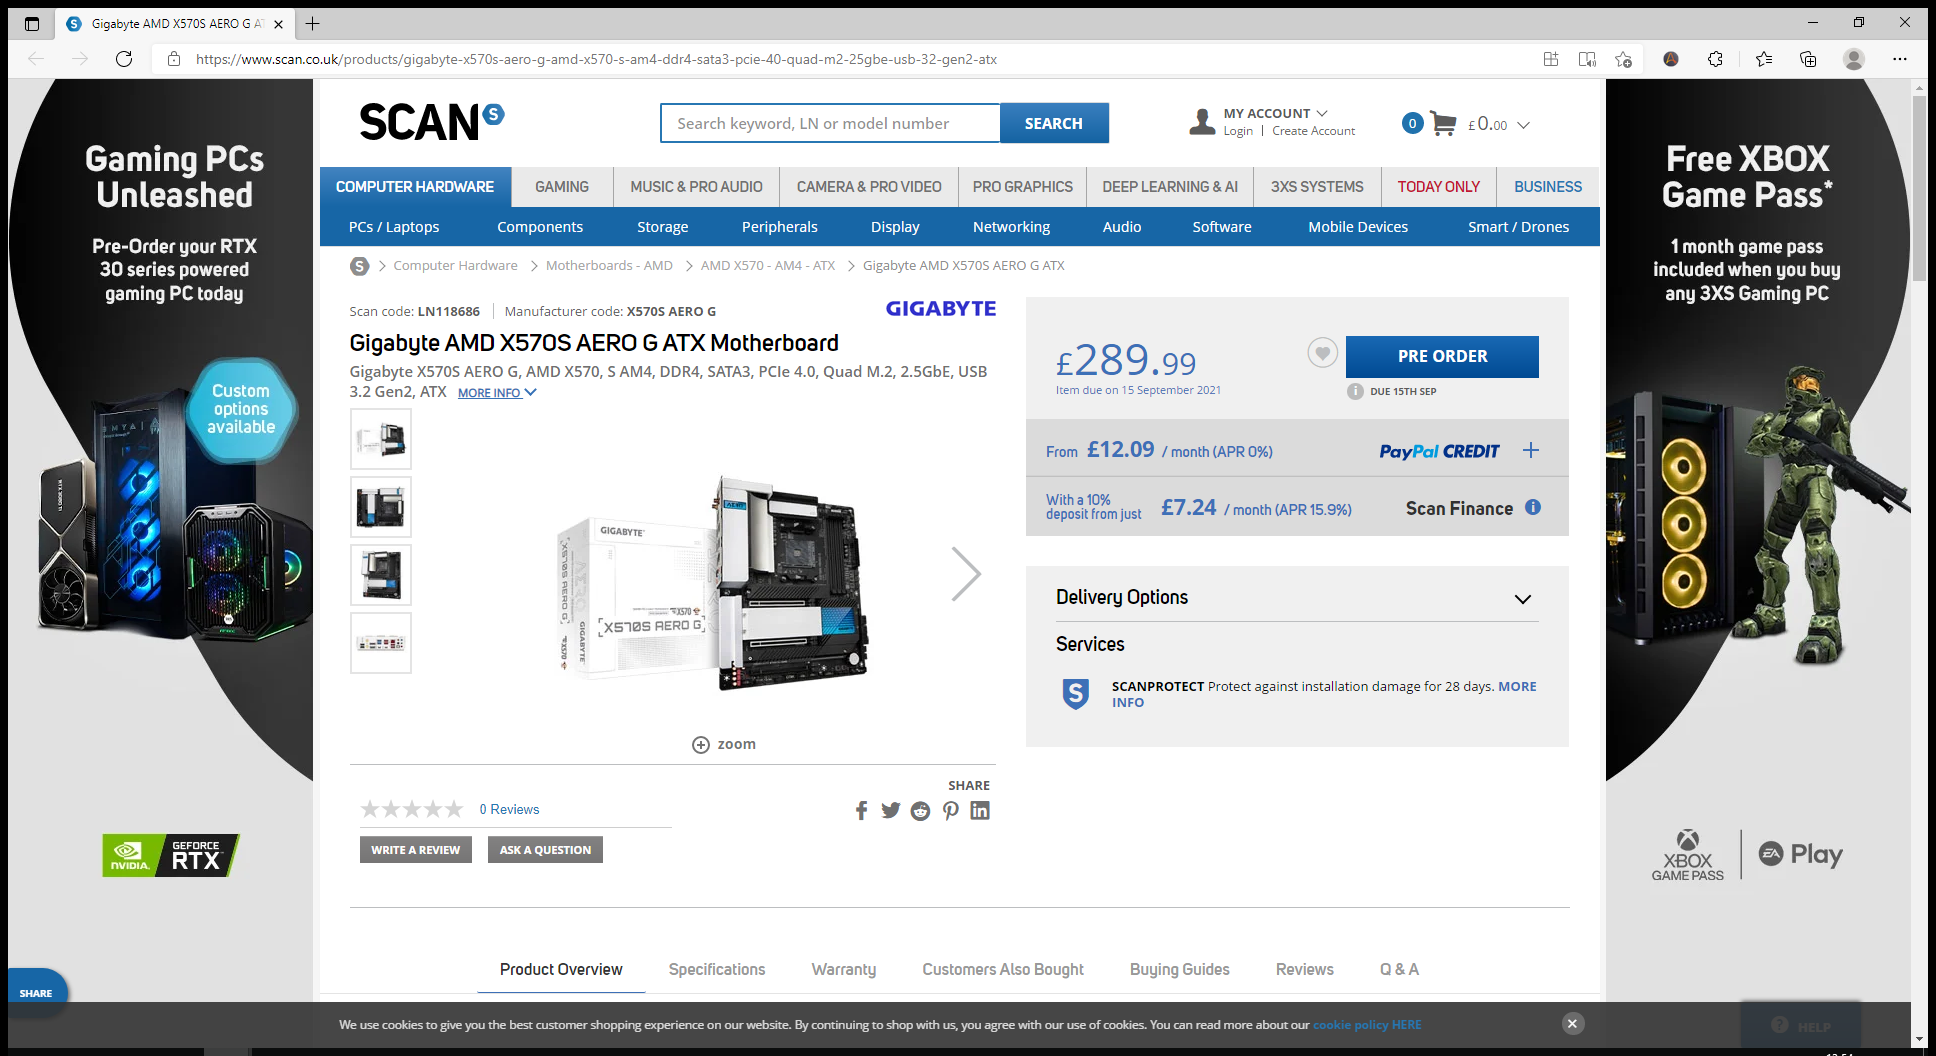 Gigabyte AMD X570S AERO G AT
https://www.scan.co.uk/products/gigabyte-x570s-aero-g-amd-x570-s-am4-ddr4-sata3-pcie-40-quad-m2-25gbe-usb-32-gen2-atx
Gaming PCs
Unleashed
Pre-Order your RTX
30 series powered
gaming PC today
Custom
options
available
NVIDIA.
GEFORCE
RTX
SHARE
SCAN S
Search keyword, LN or model number
SEARCH
MY ACCOUNT
Login | Create Account
0
£0.00
COMPUTER HARDWARE
GAMING
MUSIC & PRO AUDIO
CAMERA & PRO VIDEO
PRO GRAPHICS
DEEP LEARNING & AI
3XS SYSTEMS
TODAY ONLY
BUSINESS
PCs / Laptops
Components
Storage
Peripherals
Display
Networking
Audio
Software
Mobile Devices
Smart / Drones
S > Computer Hardware > Motherboards - AMD > AMD X570 - AM4 - ATX > Gigabyte AMD X570S AERO G ATX
Scan code: LN118686 | Manufacturer code: X570S AERO G
GIGABYTE
Gigabyte AMD X570S AERO G ATX Motherboard
Gigabyte X570S AERO G, AMD X570, S AM4, DDR4, SATA3, PCIe 4.0, Quad M.2, 2.5GbE, USB
3.2 Gen2, ATX MORE INFO
GIGABYTE
X570S AERO G
GIGABYTE
X570
X570S AERO G
AERO
zoom
0 Reviews
SHARE
WRITE A REVIEW
ASK A QUESTION
£289.99
Item due on 15 September 2021
PRE ORDER
DUE 15TH SEP
From £12.09 / month (APR 0%)
PayPal CREDIT
With a 10%
deposit from just
£7.24 / month (APR 15.9%)
Scan Finance
Delivery Options
Services
SCANPROTECT Protect against installation damage for 28 days. MORE
INFO
Free XBOX
Game Pass*
1 month game pass
included when you buy
any 3XS Gaming PC
XBOX
GAME PASS
EA Play
Product Overview
Specifications
Warranty
Customers Also Bought
Buying Guides
Reviews
Q & A
We use cookies to give you the best customer shopping experience on our website. By continuing to shop with us, you agree with our use of cookies. You can read more about our cookie policy HERE
HELP